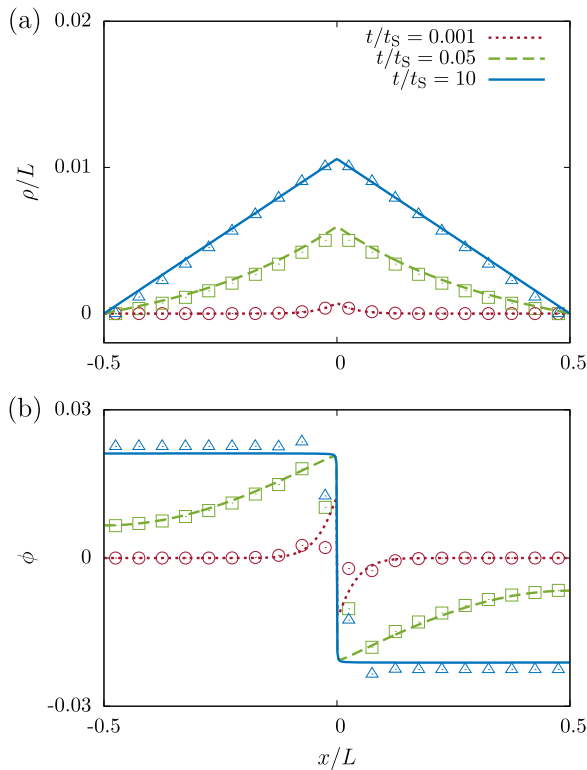 (a)
0.02
t/t_S = 0.001
t/t_S = 0.05
t/t_S = 10
0.01
ρ/L
0
-0.5
0
0.5
(b)
0.03
ϕ
0
-0.03
-0.5
0
0.5
x/L